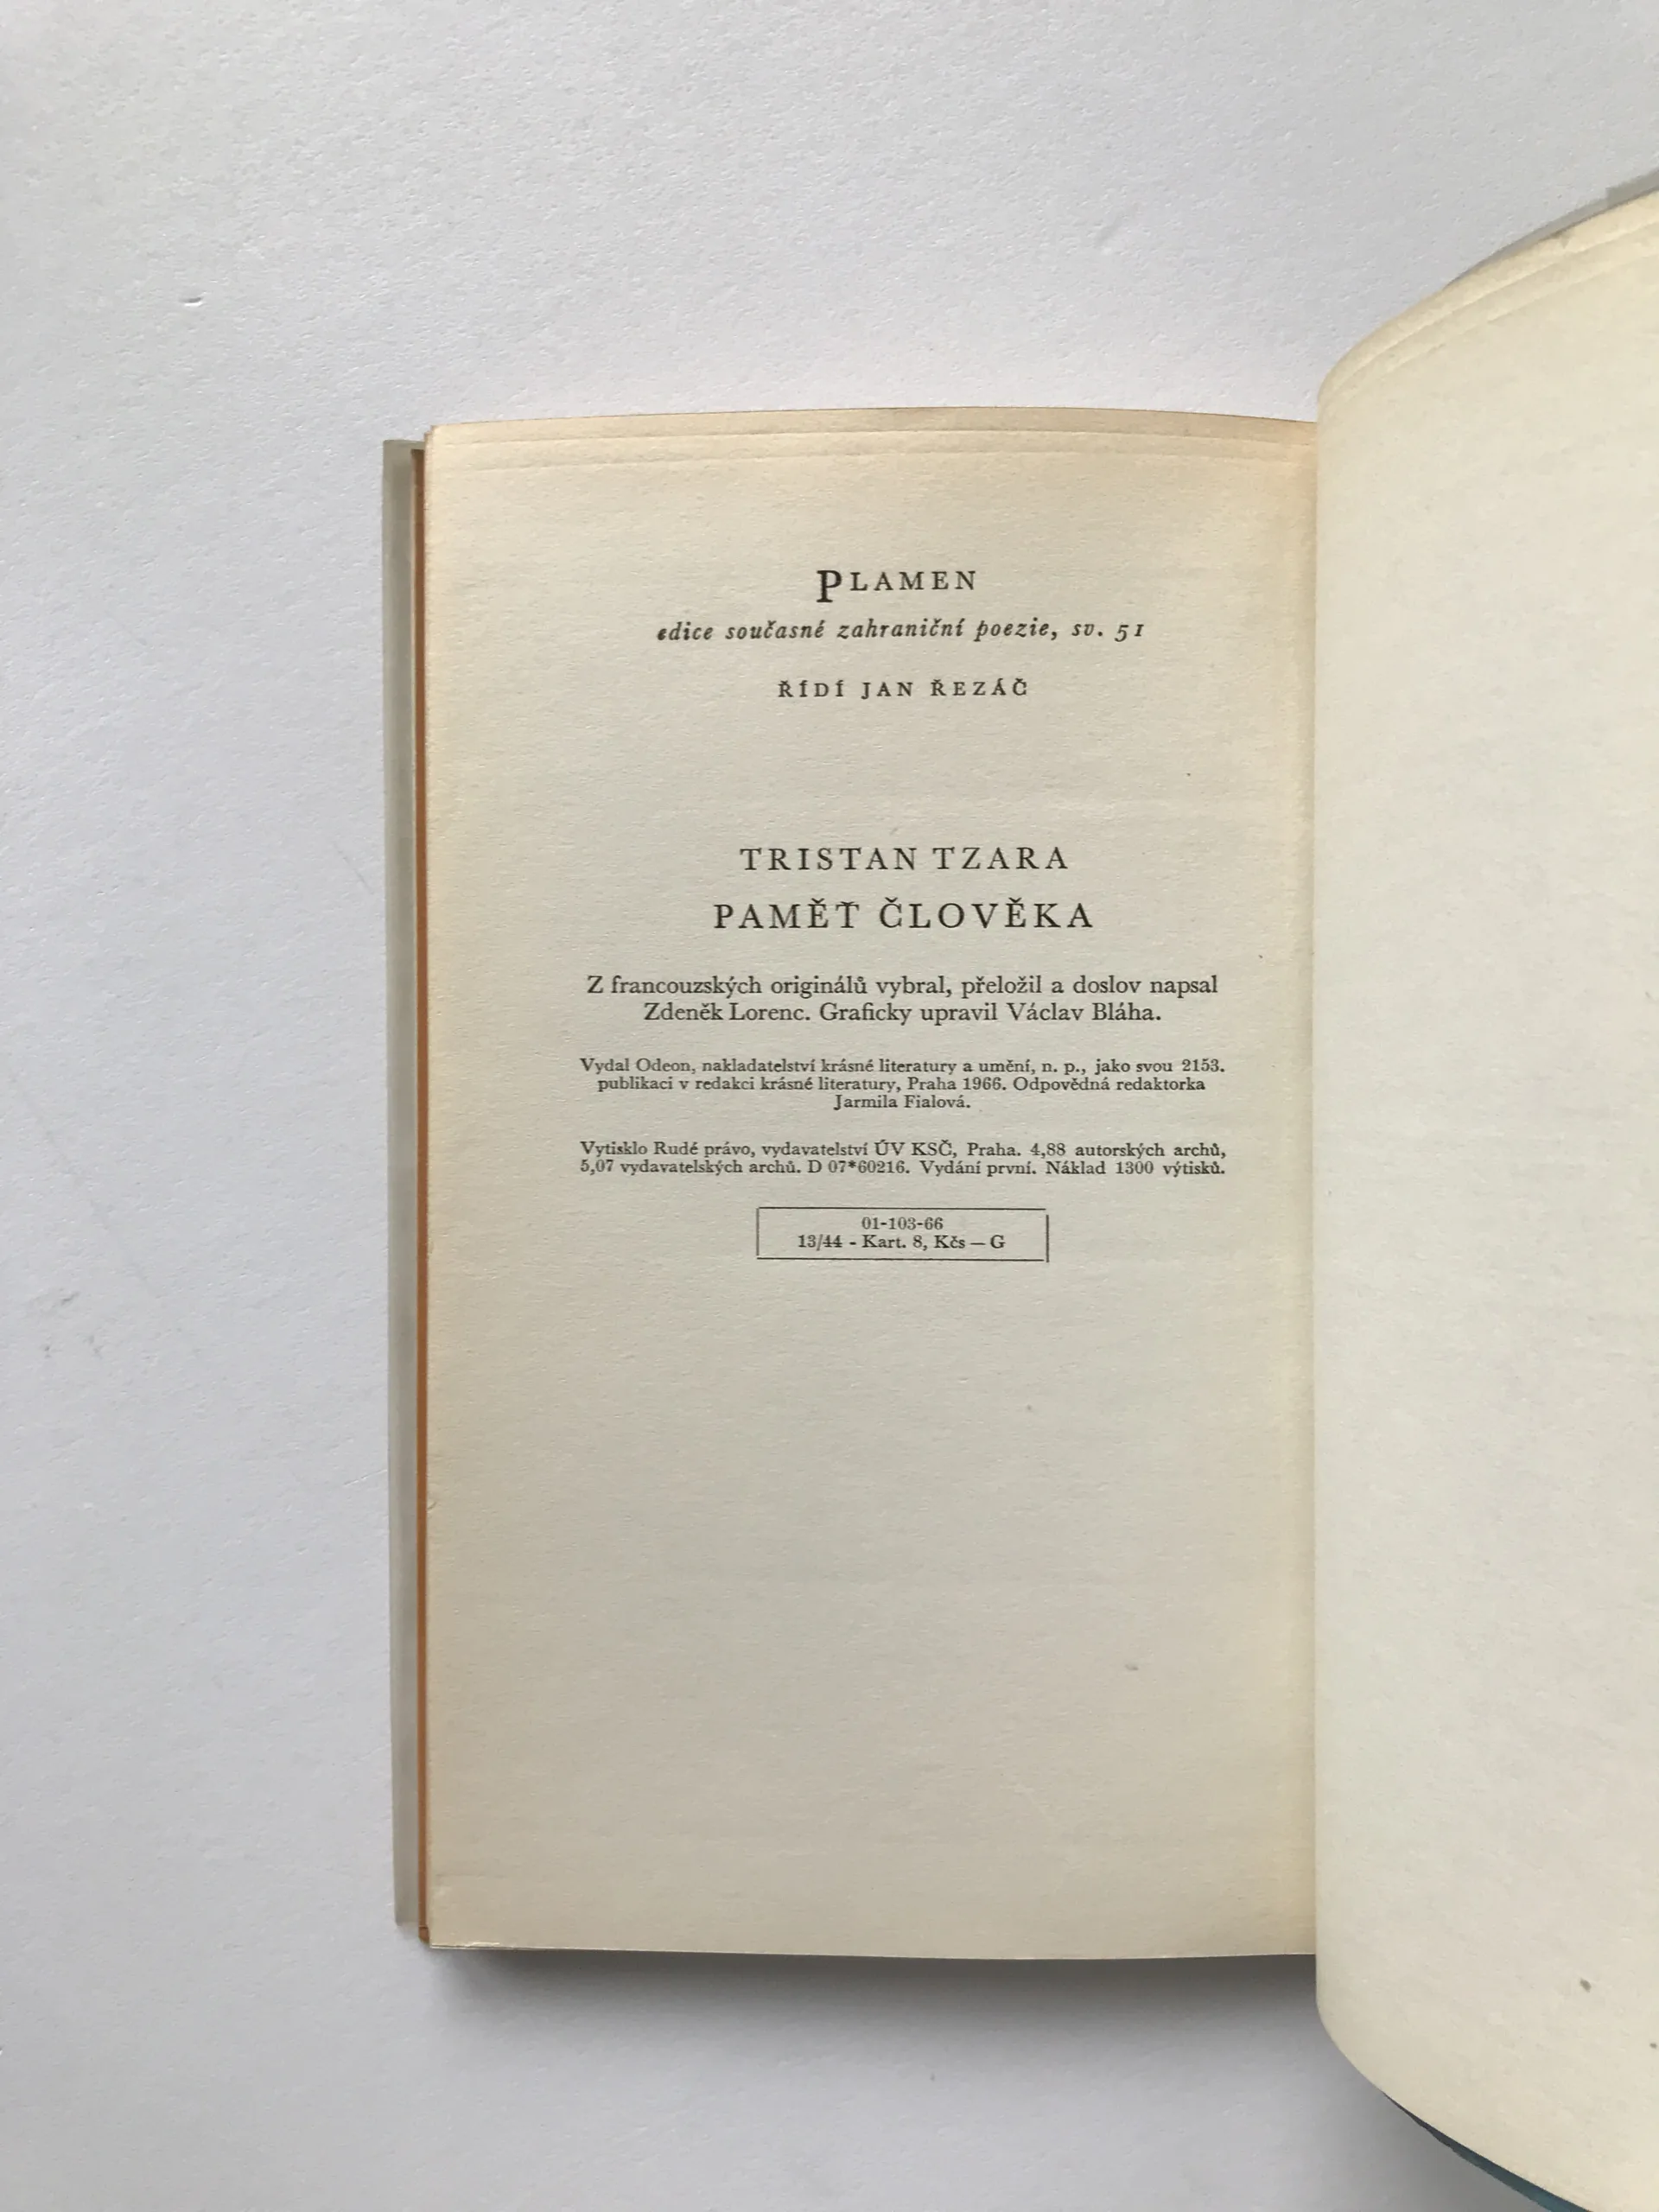 PLAMEN
edice současné zahraniční poezie, sv. 51
ŘÍDÍ JAN ŘEZÁČ
TRISTAN TZARA
PAMĚŤ ČLOVĚKA
Z francouzských originálů vybral, přeložil a doslov napsal
Zdeněk Lorenc. Graficky upravil Václav Bláha.
Vydal Odeon, nakladatelství krásné literatury a umění, n. p., jako svou 2153.
publikaci v redakci krásné literatury, Praha 1966. Odpovědná redaktorka
Jarmila Fialová.
Vytisklo Rudé právo, vydavatelství ÚV KSČ, Praha. 4,88 autorských archů,
5,07 vydavatelských archů. D 07*60216. Vydání první. Náklad 1300 výtisků.
01-103-66
13/44 - Kart. 8, Kčs — G